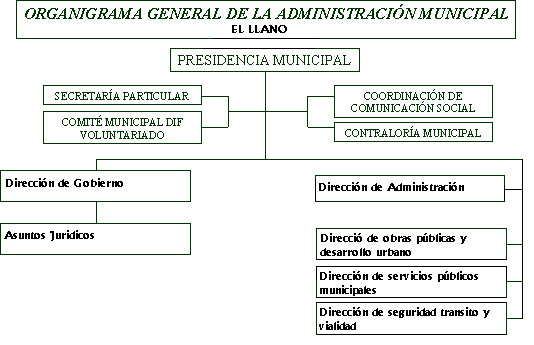 ORGANIGRAMA GENERAL DE LA ADMINISTRACIÓN MUNICIPAL
EL LLANO
PRESIDENCIA MUNICIPAL
SECRETARÍA PARTICULAR
COORDINACIÓN DE
COMUNICACIÓN SOCIAL
COMITÉ MUNICIPAL DIF
VOLUNTARIADO
CONTRALORÍA MUNICIPAL
Dirección de Gobierno
Dirección de Administración
Asuntos Jurídicos
Direcció de obras públicas y
desarrollo urbano
Dirección de servicios públicos
municipales
Dirección de seguridad transito y
vialidad